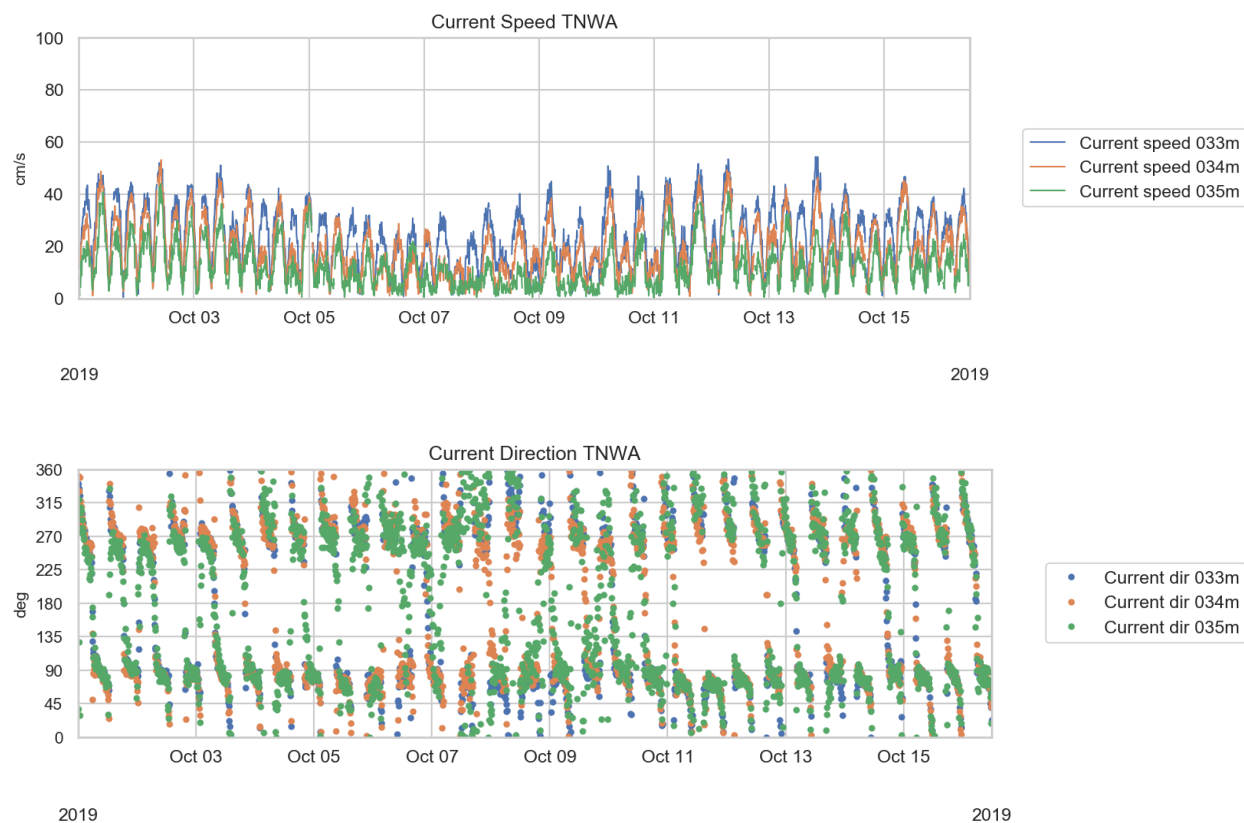 Current Speed TNWA
100
80
60
40
20
0
cm/s
Current speed 033m
Current speed 034m
Current speed 035m
Oct 03 Oct 05 Oct 07 Oct 09 Oct 11 Oct 13 Oct 15
2019 2019
Current Direction TNWA
360
315
270
225
180
135
90
45
0
deg
Current dir 033m
Current dir 034m
Current dir 035m
Oct 03 Oct 05 Oct 07 Oct 09 Oct 11 Oct 13 Oct 15
2019 2019